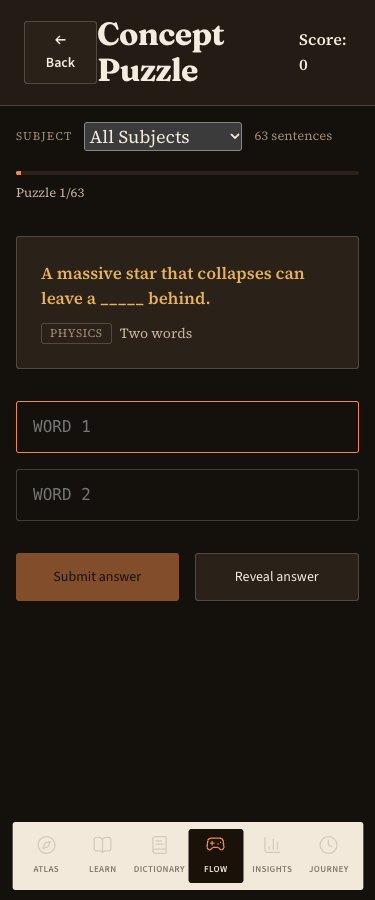 ← Back
Concept Puzzle
Score: 0
SUBJECT All Subjects 63 sentences
Puzzle 1/63
A massive star that collapses can
leave a _____ behind.
PHYSICS Two words
WORD 1
WORD 2
Submit answer Reveal answer
ATLAS LEARN DICTIONARY FLOW INSIGHTS JOURNEY